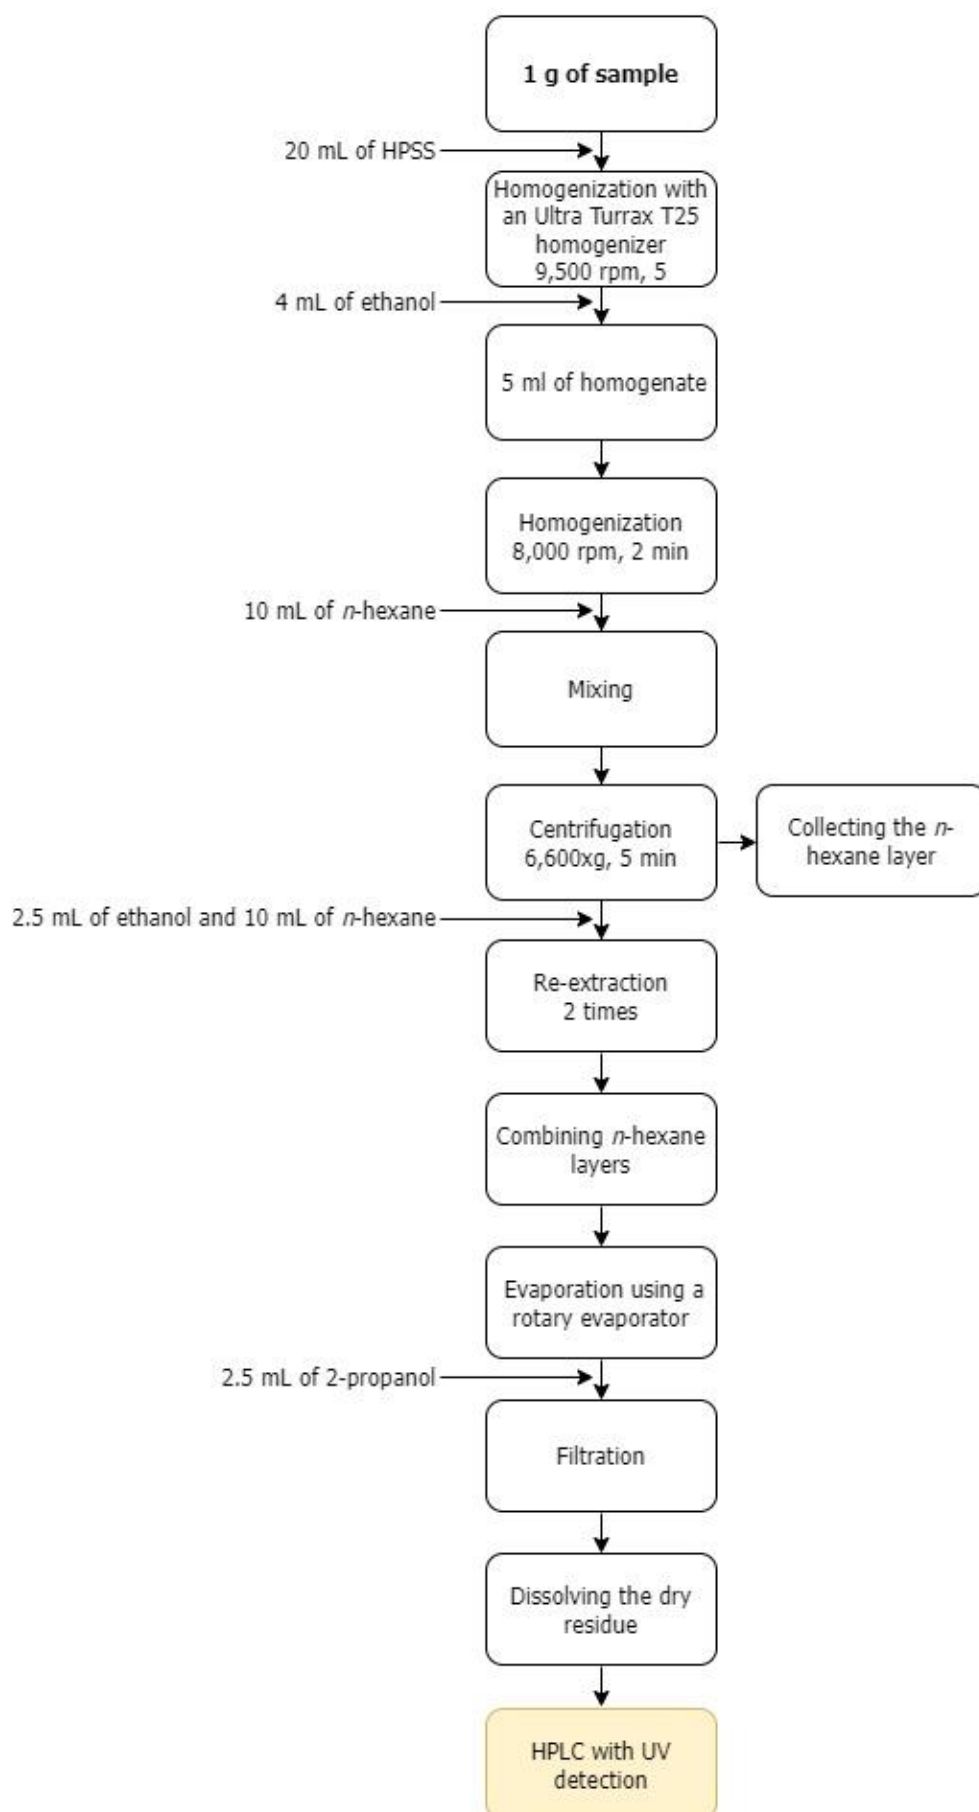 1 g of sample
20 mL of HPSS
Homogenization with
an Ultra Turrax T25
homogenizer
9,500 rpm, 5
4 mL of ethanol
5 ml of homogenate
Homogenization
8,000 rpm, 2 min
10 mL of n-hexane
Mixing
Centrifugation
6,600xg, 5 min
Collecting the n-
hexane layer
2.5 mL of ethanol and 10 mL of n-hexane
Re-extraction
2 times
Combining n-hexane
layers
Evaporation using a
rotary evaporator
2.5 mL of 2-propanol
Filtration
Dissolving the dry
residue
HPLC with UV
detection